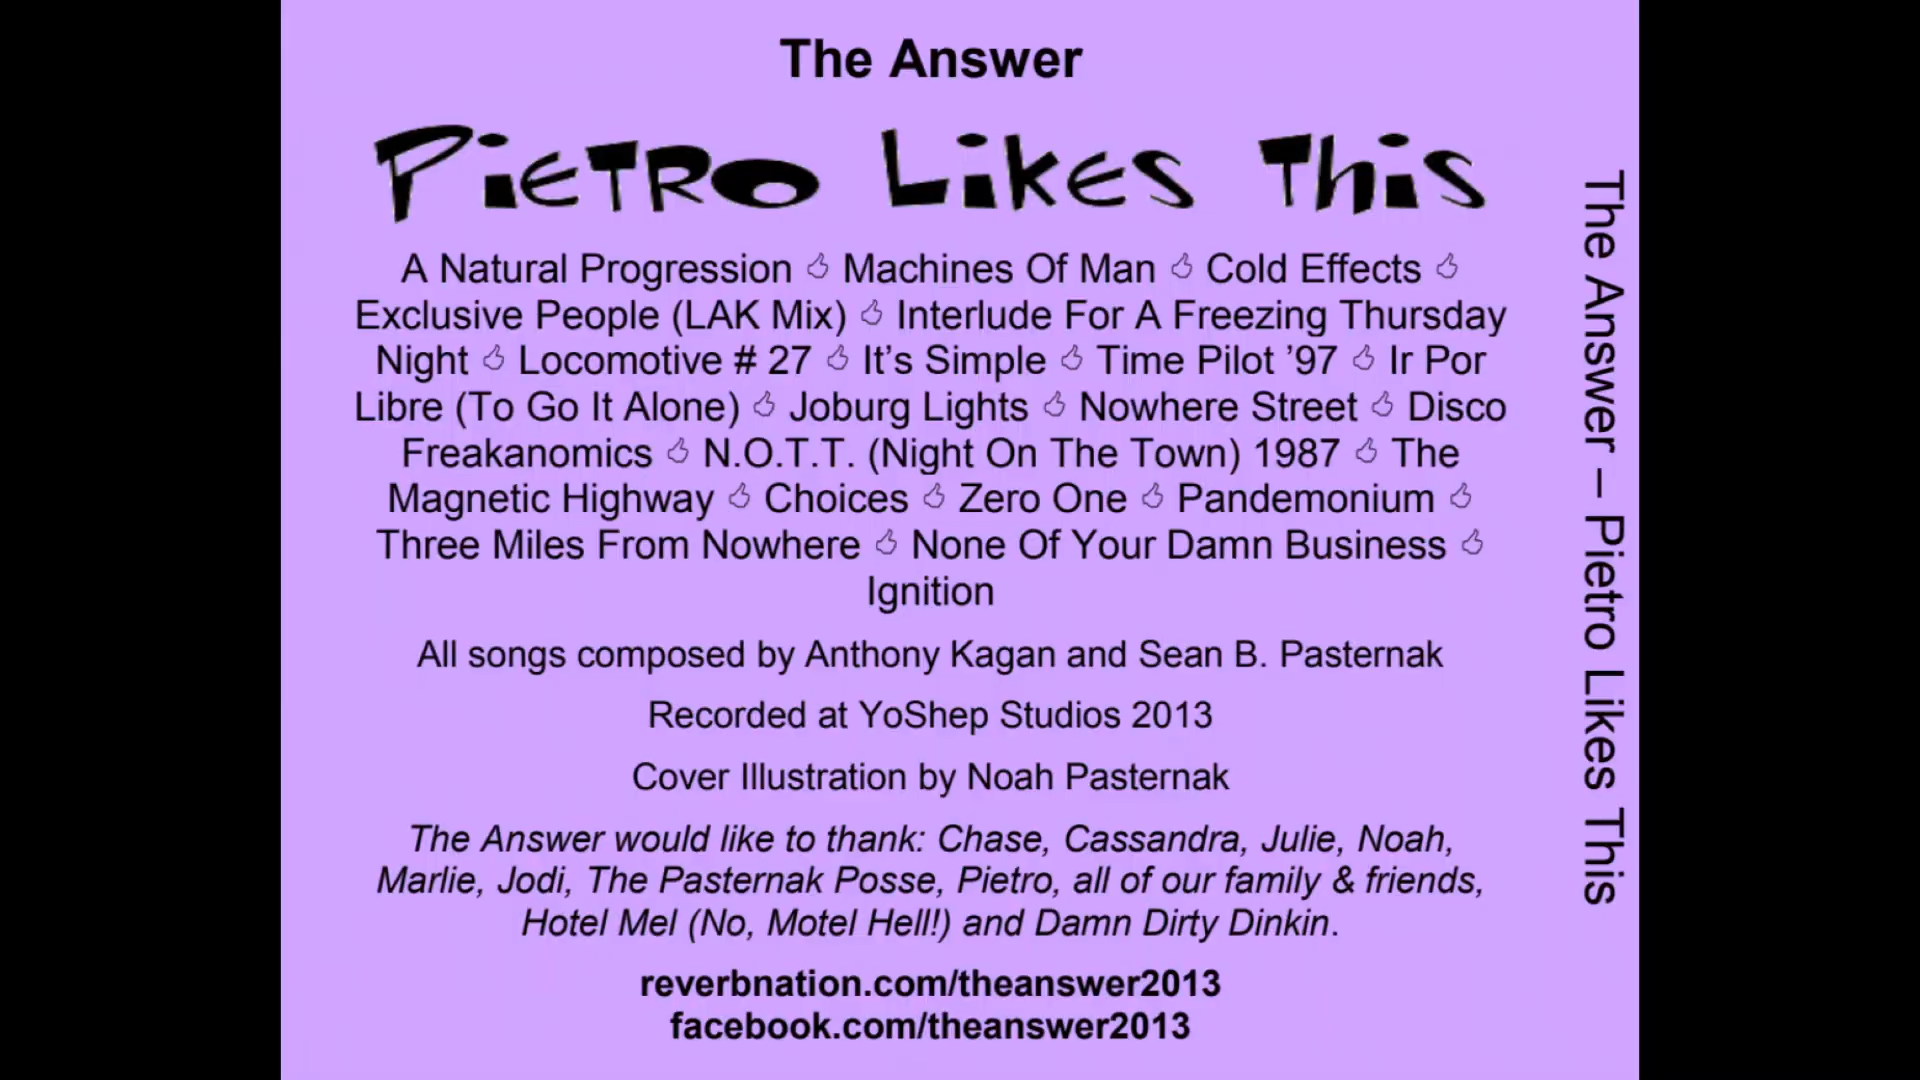 The Answer
Pietro Likes This
A Natural Progression 👍 Machines Of Man 👍 Cold Effects 👍
Exclusive People (LAK Mix) 👍 Interlude For A Freezing Thursday
Night 👍 Locomotive # 27 👍 It’s Simple 👍 Time Pilot ’97 👍 Ir Por
Libre (To Go It Alone) 👍 Joburg Lights 👍 Nowhere Street 👍 Disco
Freakanomics 👍 N.O.T.T. (Night On The Town) 1987 👍 The
Magnetic Highway 👍 Choices 👍 Zero One 👍 Pandemonium 👍
Three Miles From Nowhere 👍 None Of Your Damn Business 👍
Ignition
All songs composed by Anthony Kagan and Sean B. Pasternak
Recorded at YoShep Studios 2013
Cover Illustration by Noah Pasternak
The Answer would like to thank: Chase, Cassandra, Julie, Noah,
Marlie, Jodi, The Pasternak Posse, Pietro, all of our family & friends,
Hotel Mel (No, Motel Hell!) and Damn Dirty Dinkin.
reverbnation.com/theanswer2013
facebook.com/theanswer2013
The Answer – Pietro Likes This